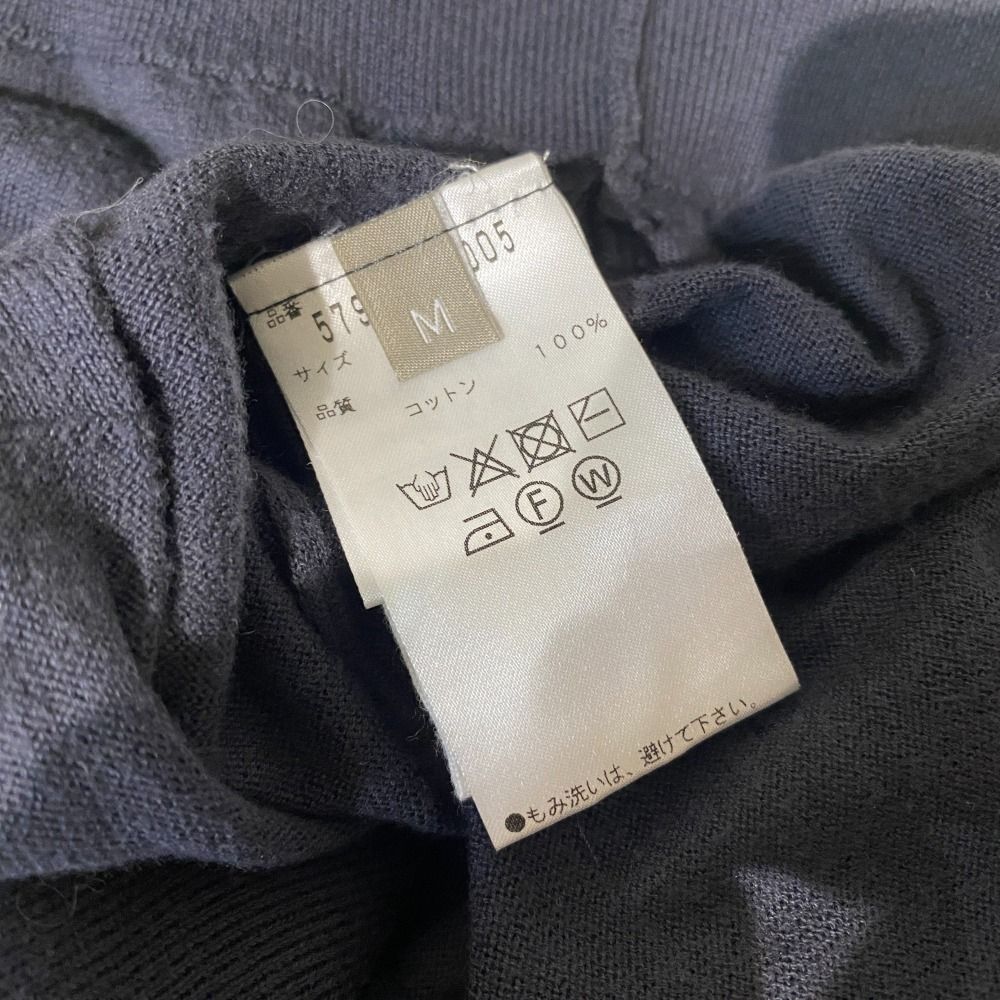 品番 579 005
サイズ M
品質 コットン 100%
F W
●もみ洗いは、避けて下さい。